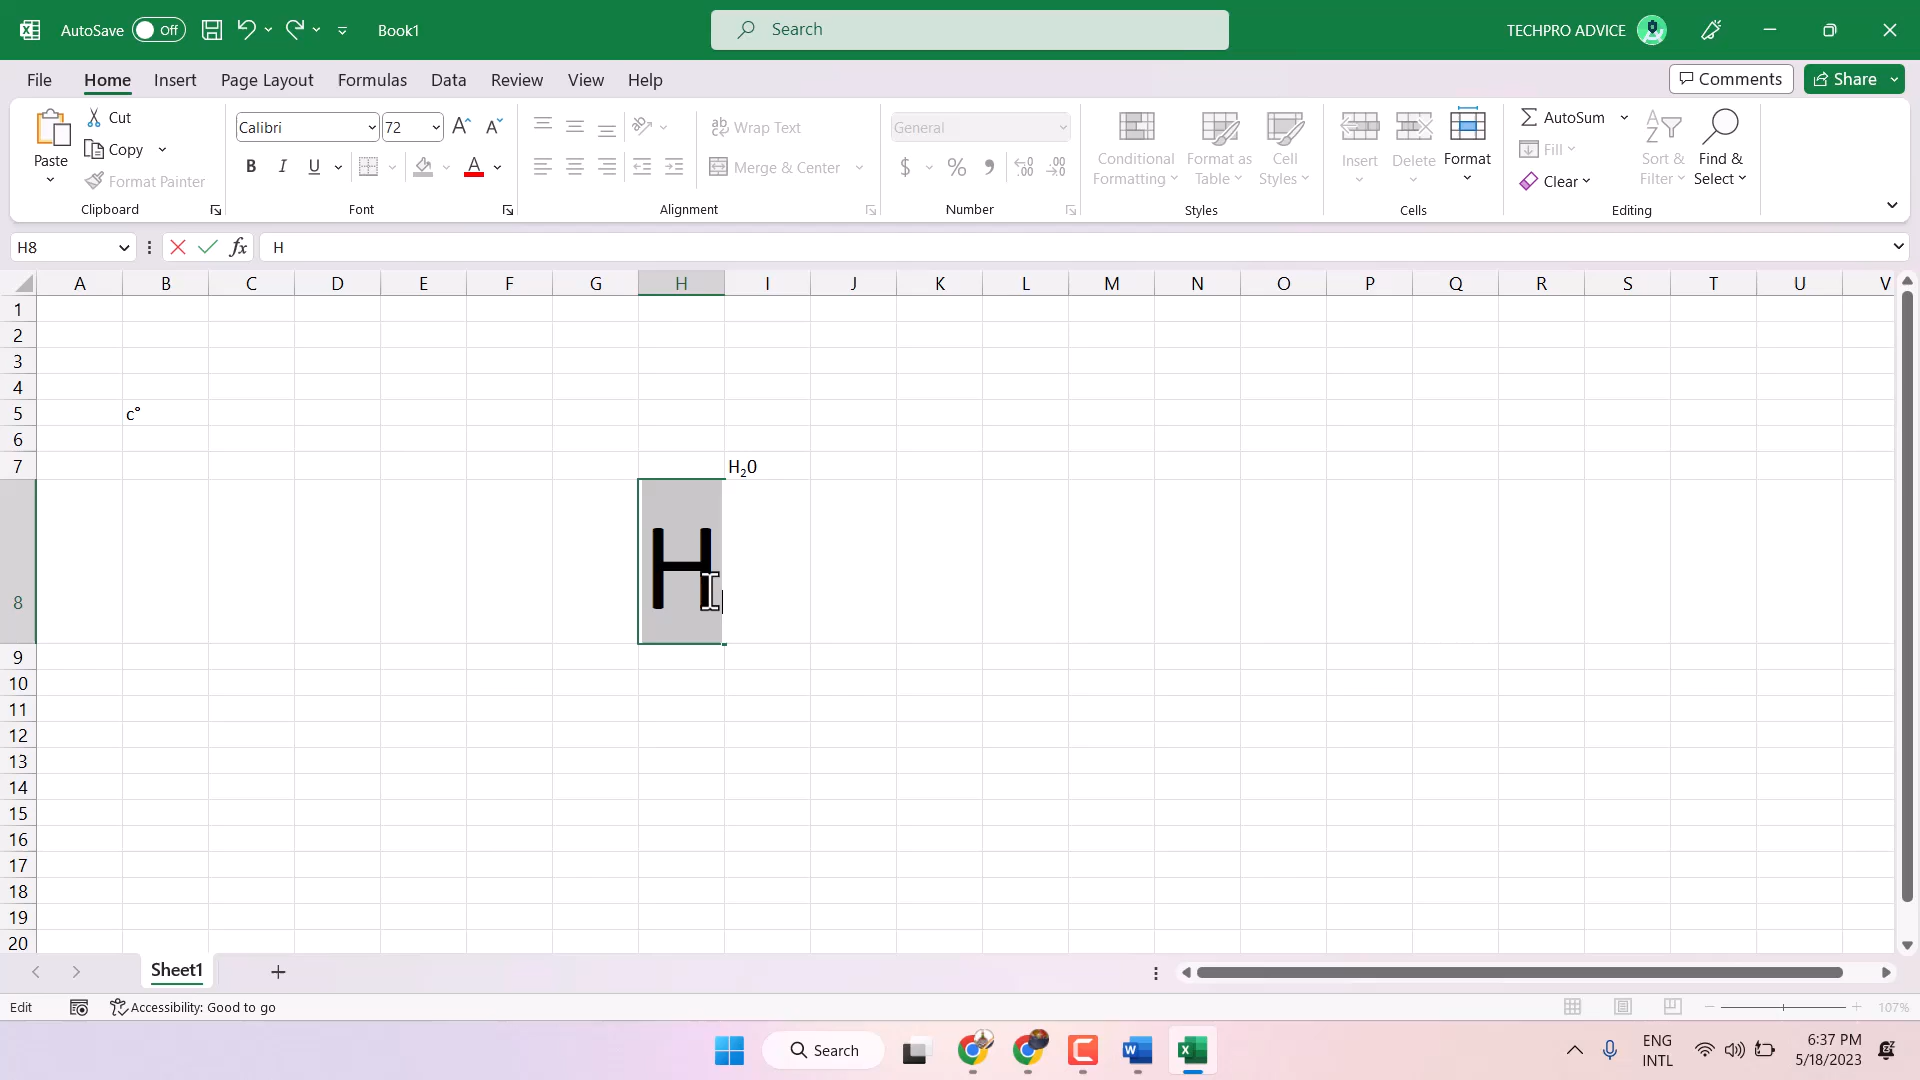 AutoSave Off Book1 Search TECHPRO ADVICE
File Home Insert Page Layout Formulas Data Review View Help Comments Share
Paste Cut Copy Format Painter Clipboard
Calibri 72 A A B I U A Font
ab Wrap Text Merge & Center Alignment
General $ % , .00 .00 Number
Conditional Formatting Format as Table Cell Styles Styles
Insert Delete Format Cells
AutoSum Fill Clear Sort & Filter Find & Select Editing
H8 fx H
A B C D E F G H I J K L M N O P Q R S T U V
1
2
3
4
5 c°
6
7 H₂0
8 H
9
10
11
12
13
14
15
16
17
18
19
20
Sheet1
Edit Accessibility: Good to go 107%
Search ENG INTL 6:37 PM 5/18/2023